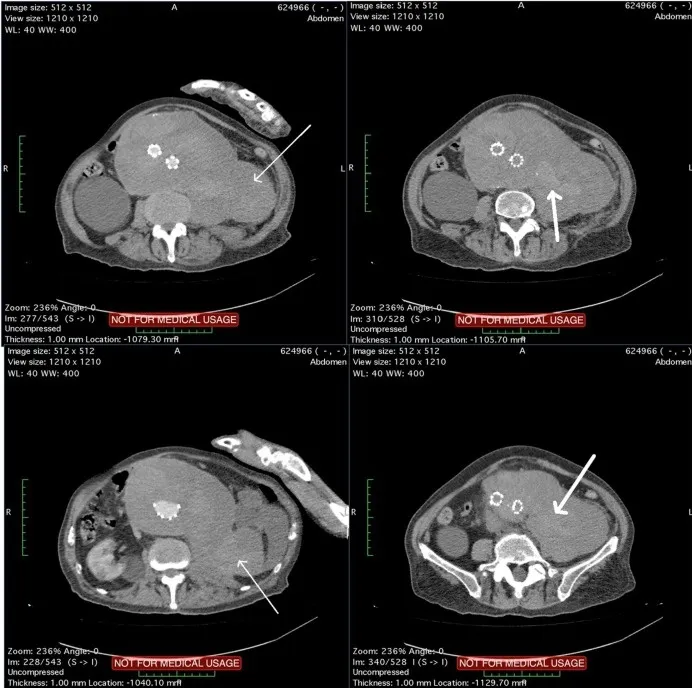 Image size: 512 x 512
View size: 1210 x 1210
WL: 40 WW: 400
A
624966 ( -, -)
Abdomen
R
L
Zoom: 236% Angle: 0
Im: 277/543 (S -> I)
Uncompressed
Thickness: 1.00 mm Location: -1079.30 mm
NOT FOR MEDICAL USAGE
Image size: 512 x 512
View size: 1210 x 1210
WL: 40 WW: 400
A
624966 ( -, -)
Abdomen
R
Zoom: 236% Angle: 0
Im: 310/528 (S -> I)
Uncompressed
Thickness: 1.00 mm Location: -1105.70 mm
NOT FOR MEDICAL USAGE
Image size: 512 x 512
View size: 1210 x 1210
WL: 40 WW: 400
A
624966 ( -, -)
Abdomen
R
Zoom: 236% Angle: 0
Im: 228/543 (S -> I)
Uncompressed
Thickness: 1.00 mm Location: -1040.10 mm
NOT FOR MEDICAL USAGE
Image size: 512 x 512
View size: 1210 x 1210
WL: 40 WW: 400
A
624966 ( -, -)
Abdomen
R
Zoom: 236% Angle: 0
Im: 340/528 (S -> I)
Uncompressed
Thickness: 1.00 mm Location: -1129.70 mm
NOT FOR MEDICAL USAGE